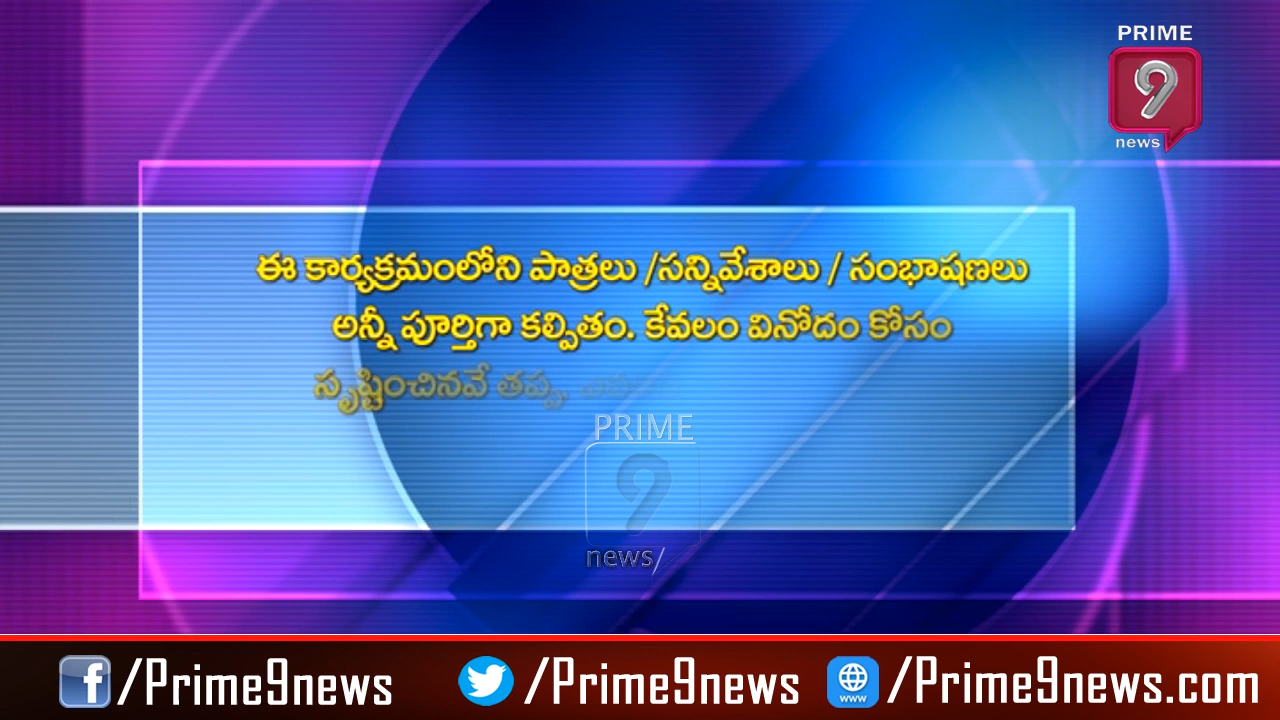 PRIME
9
news
ఈ కార్యక్రమంలోని పాత్రలు /సన్నివేశాలు / సంభాషణలు
అన్నీ పూర్తిగా కల్పితం. కేవలం వినోదం కోసం
సృష్టించినవే తప్ప,
PRIME
9
news/
/Prime9news
/Prime9news
www
/Prime9news.com